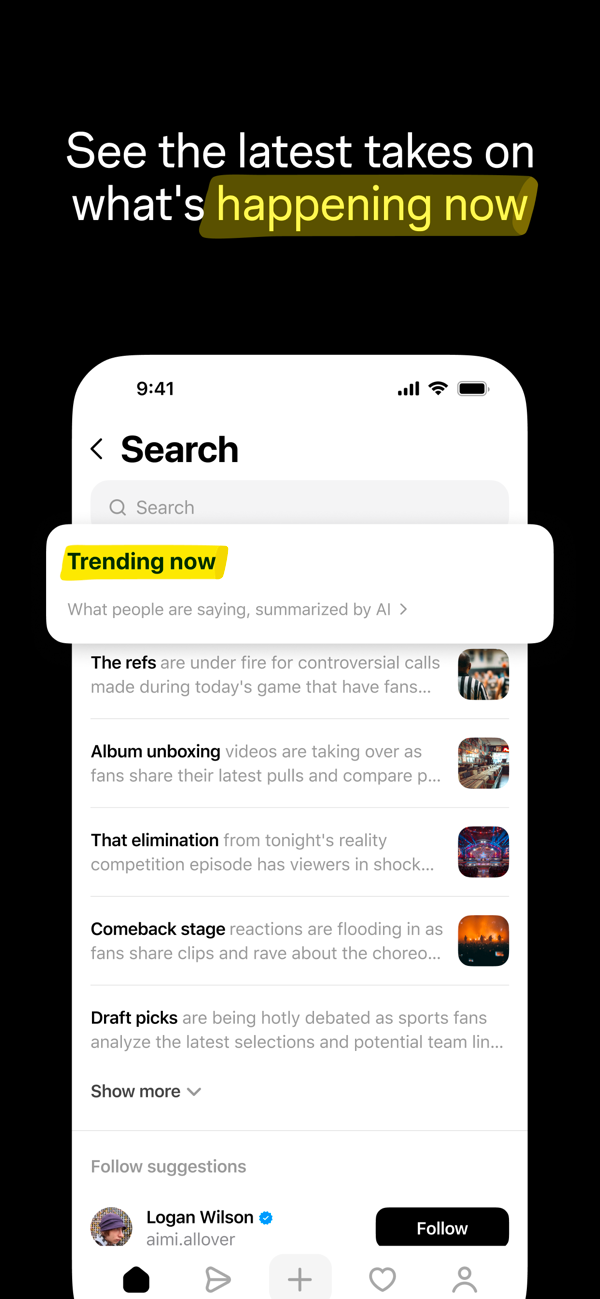 See the latest takes on
what's happening now
9:41
Search
Search
Trending now
What people are saying, summarized by AI
The refs are under fire for controversial calls
made during today's game that have fans...
Album unboxing videos are taking over as
fans share their latest pulls and compare p...
That elimination from tonight's reality
competition episode has viewers in shock...
Comeback stage reactions are flooding in as
fans share clips and rave about the choreo...
Draft picks are being hotly debated as sports fans
analyze the latest selections and potential team lin...
Show more
Follow suggestions
Logan Wilson
aimi.allover
Follow